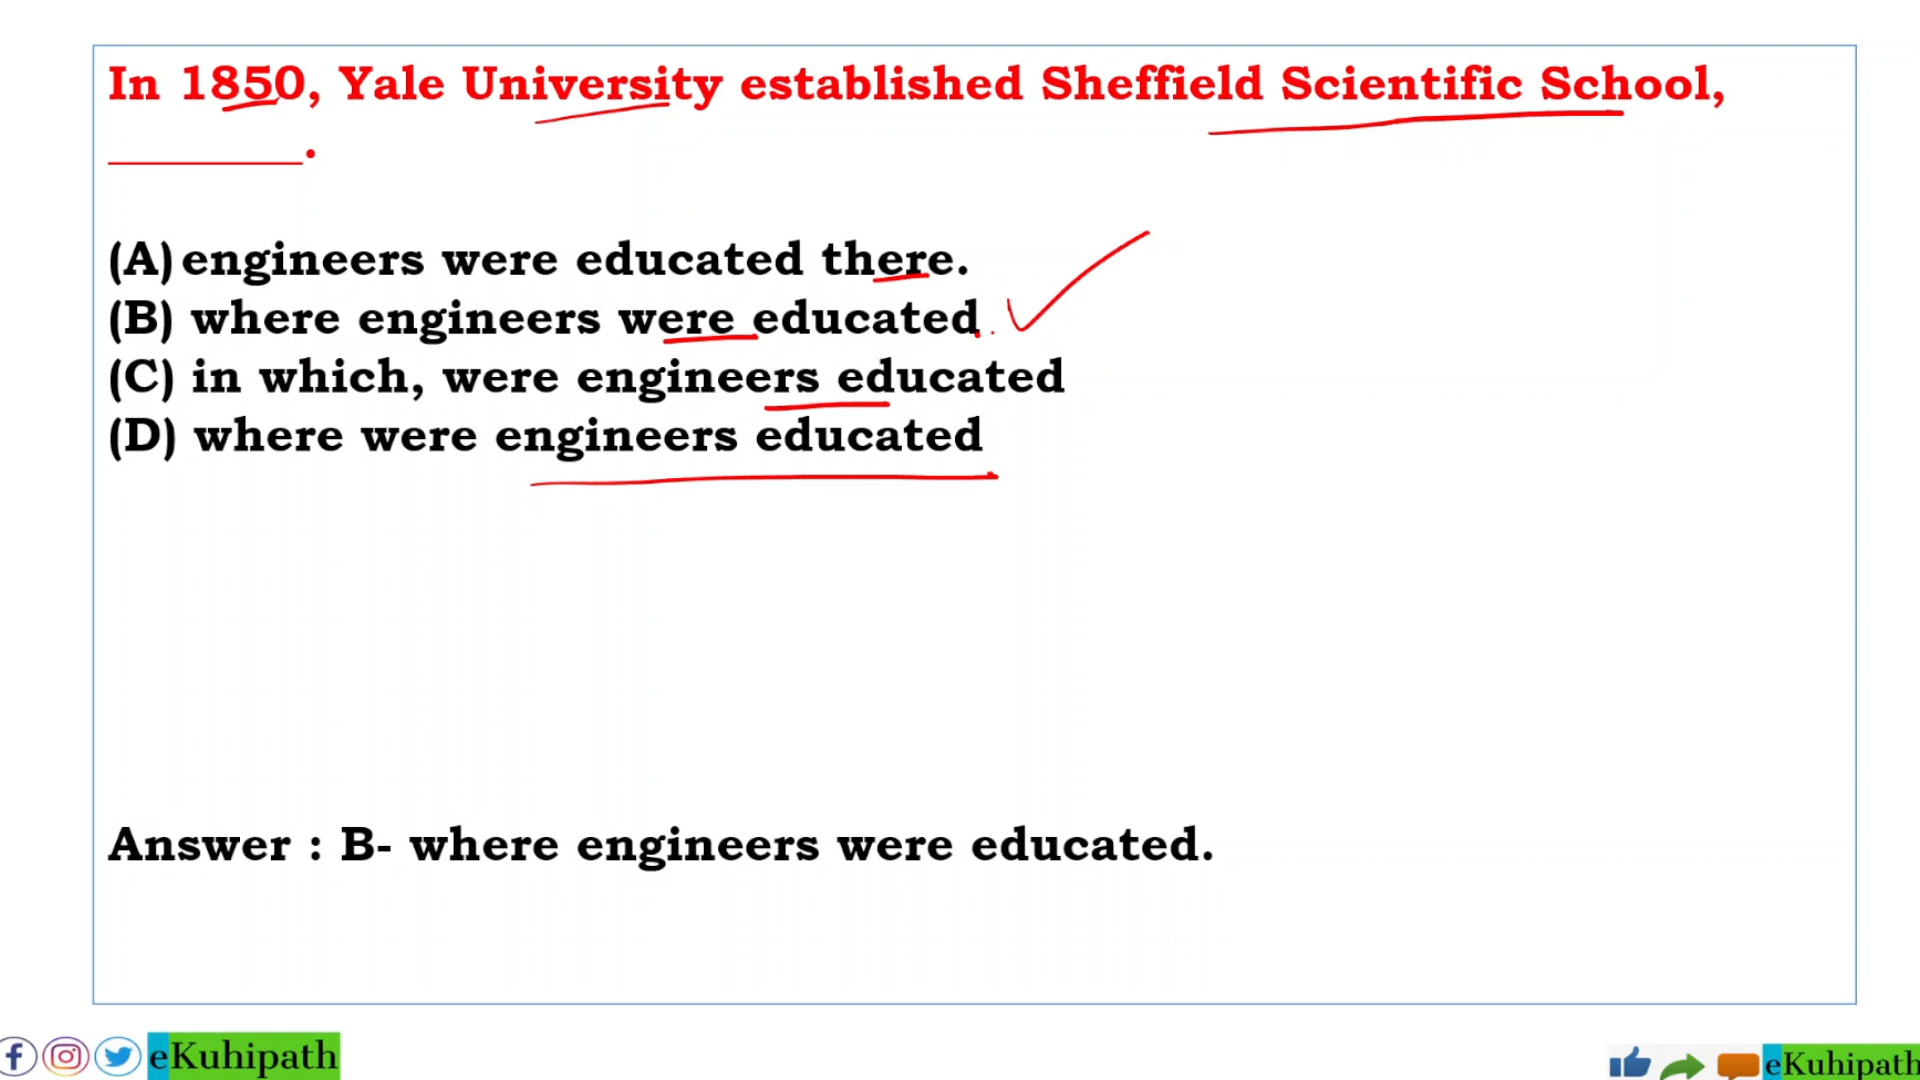 In 1850, Yale University established Sheffield Scientific School,
________.
(A) engineers were educated there.
(B) where engineers were educated.
(C) in which, were engineers educated
(D) where were engineers educated
Answer : B- where engineers were educated.
eKuhipath
eKuhipath